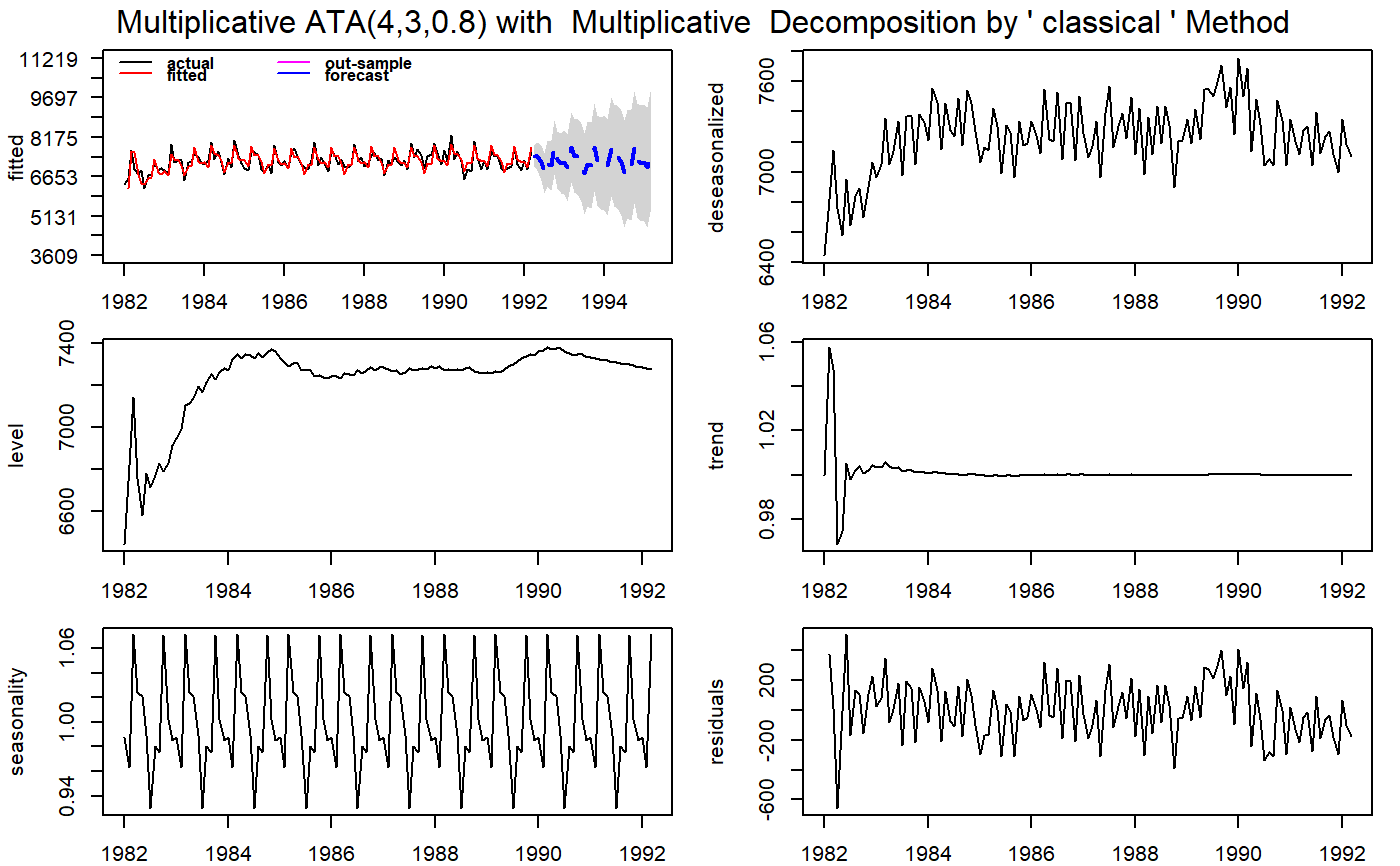 Multiplicative ATA(4,3,0.8) with Multiplicative Decomposition by ' classical ' Method
fitted
11219
9697
8175
6653
5131
3609
actual
fitted
out-sample
forecast
1982 1984 1986 1988 1990 1992 1994
deseasonalized
7600
7000
6400
1982 1984 1986 1988 1990 1992
level
7400
7000
6600
1982 1984 1986 1988 1990 1992
trend
1.06
1.02
0.98
1982 1984 1986 1988 1990 1992
seasonality
1.06
1.00
0.94
1982 1984 1986 1988 1990 1992
residuals
200
-200
-600
1982 1984 1986 1988 1990 1992